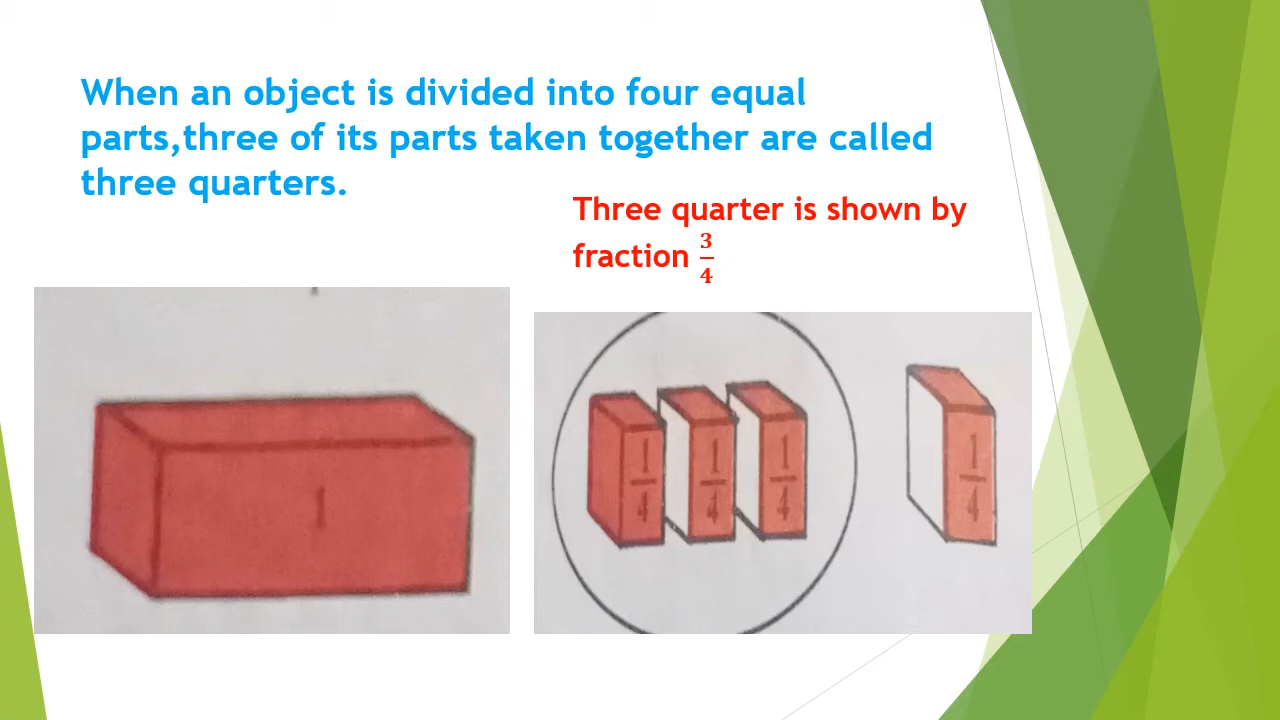 When an object is divided into four equal
parts,three of its parts taken together are called
three quarters.
Three quarter is shown by
fraction 3/4
1
1/4 1/4 1/4 1/4